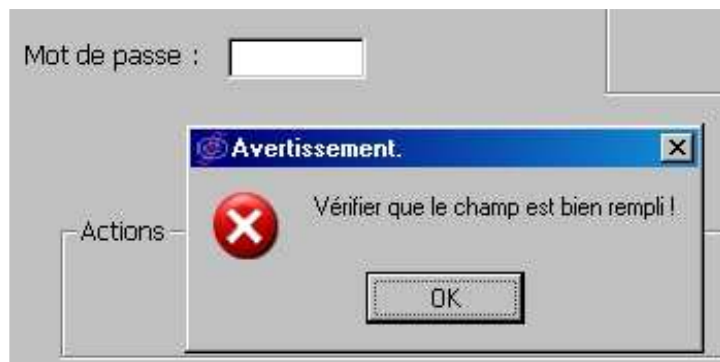 Mot de passe :
Avertissement.
Vérifier que le champ est bien rempli !
Actions
OK